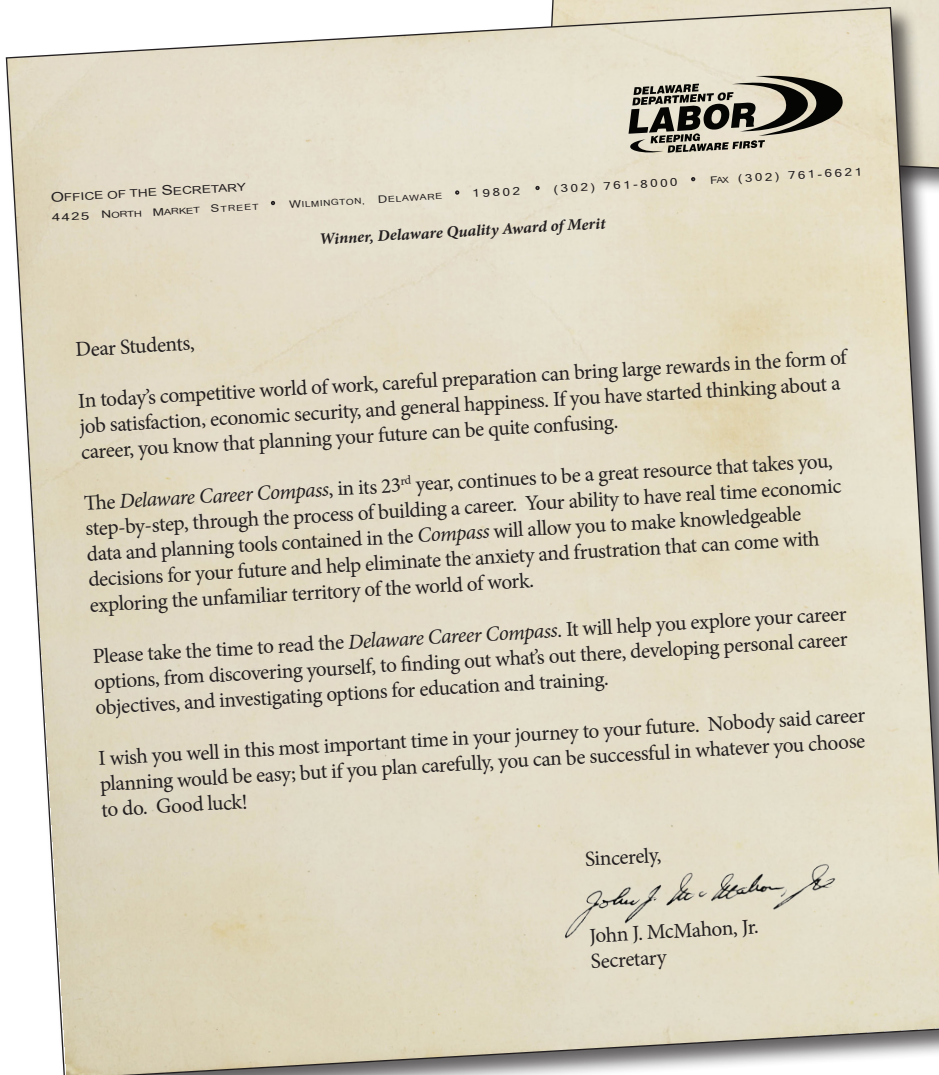 DELAWARE
DEPARTMENT OF
LABOR
KEEPING
DELAWARE FIRST
OFFICE OF THE SECRETARY
4425 NORTH MARKET STREET • WILMINGTON, DELAWARE • 19802 • (302) 761-8000 • FAX (302) 761-6621
Winner, Delaware Quality Award of Merit
Dear Students,
In today's competitive world of work, careful preparation can bring large rewards in the form of
job satisfaction, economic security, and general happiness. If you have started thinking about a
career, you know that planning your future can be quite confusing.
The Delaware Career Compass, in its 23rd year, continues to be a great resource that takes you,
step-by-step, through the process of building a career.  Your ability to have real time economic
data and planning tools contained in the Compass will allow you to make knowledgeable
decisions for your future and help eliminate the anxiety and frustration that can come with
exploring the unfamiliar territory of the world of work.
Please take the time to read the Delaware Career Compass. It will help you explore your career
options, from discovering yourself, to finding out what's out there, developing personal career
objectives, and investigating options for education and training.
I wish you well in this most important time in your journey to your future.  Nobody said career
planning would be easy; but if you plan carefully, you can be successful in whatever you choose
to do.  Good luck!
Sincerely,
John J. McMahon, Jr
John J. McMahon, Jr.
Secretary